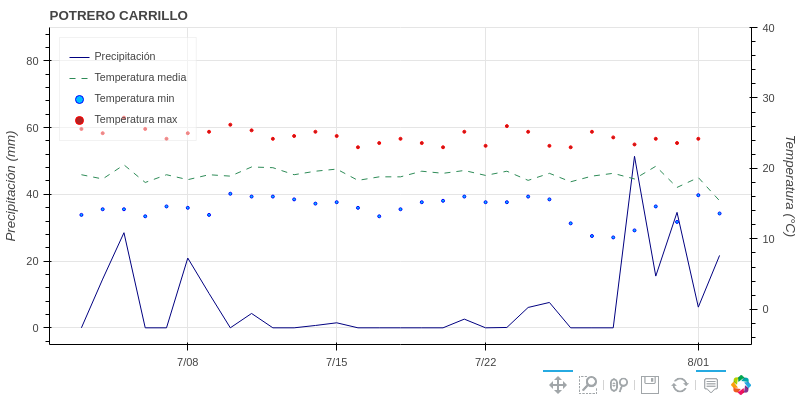 POTRERO CARRILLO
Precipitación
Temperatura media
Temperatura min
Temperatura max
Precipitación (mm)
80
60
40
20
0
Temperatura (°C)
40
30
20
10
0
7/08
7/15
7/22
8/01